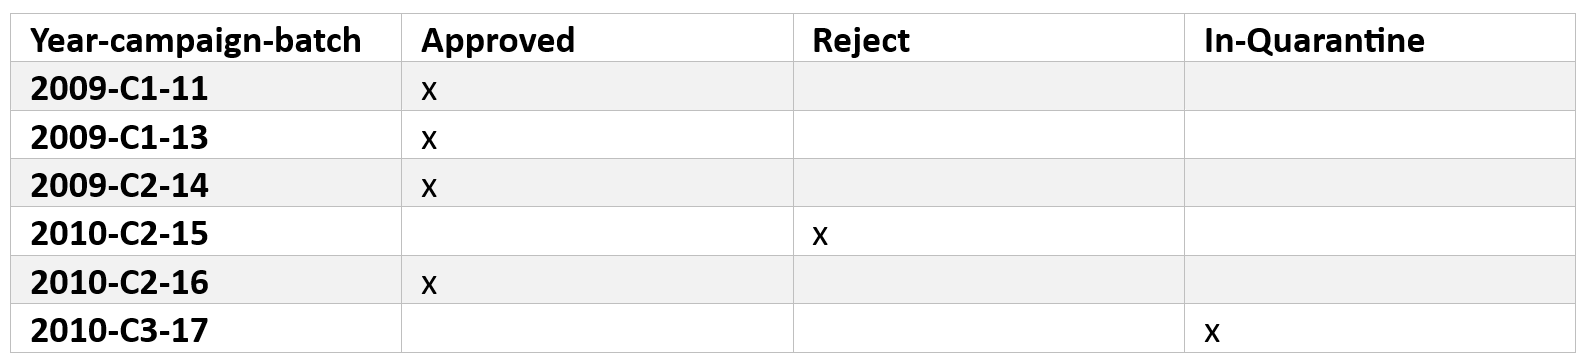 Year-campaign-batch Approved Reject In-Quarantine
2009-C1-11 x
2009-C1-13 x
2009-C2-14 x
2010-C2-15 x
2010-C2-16 x
2010-C3-17 x